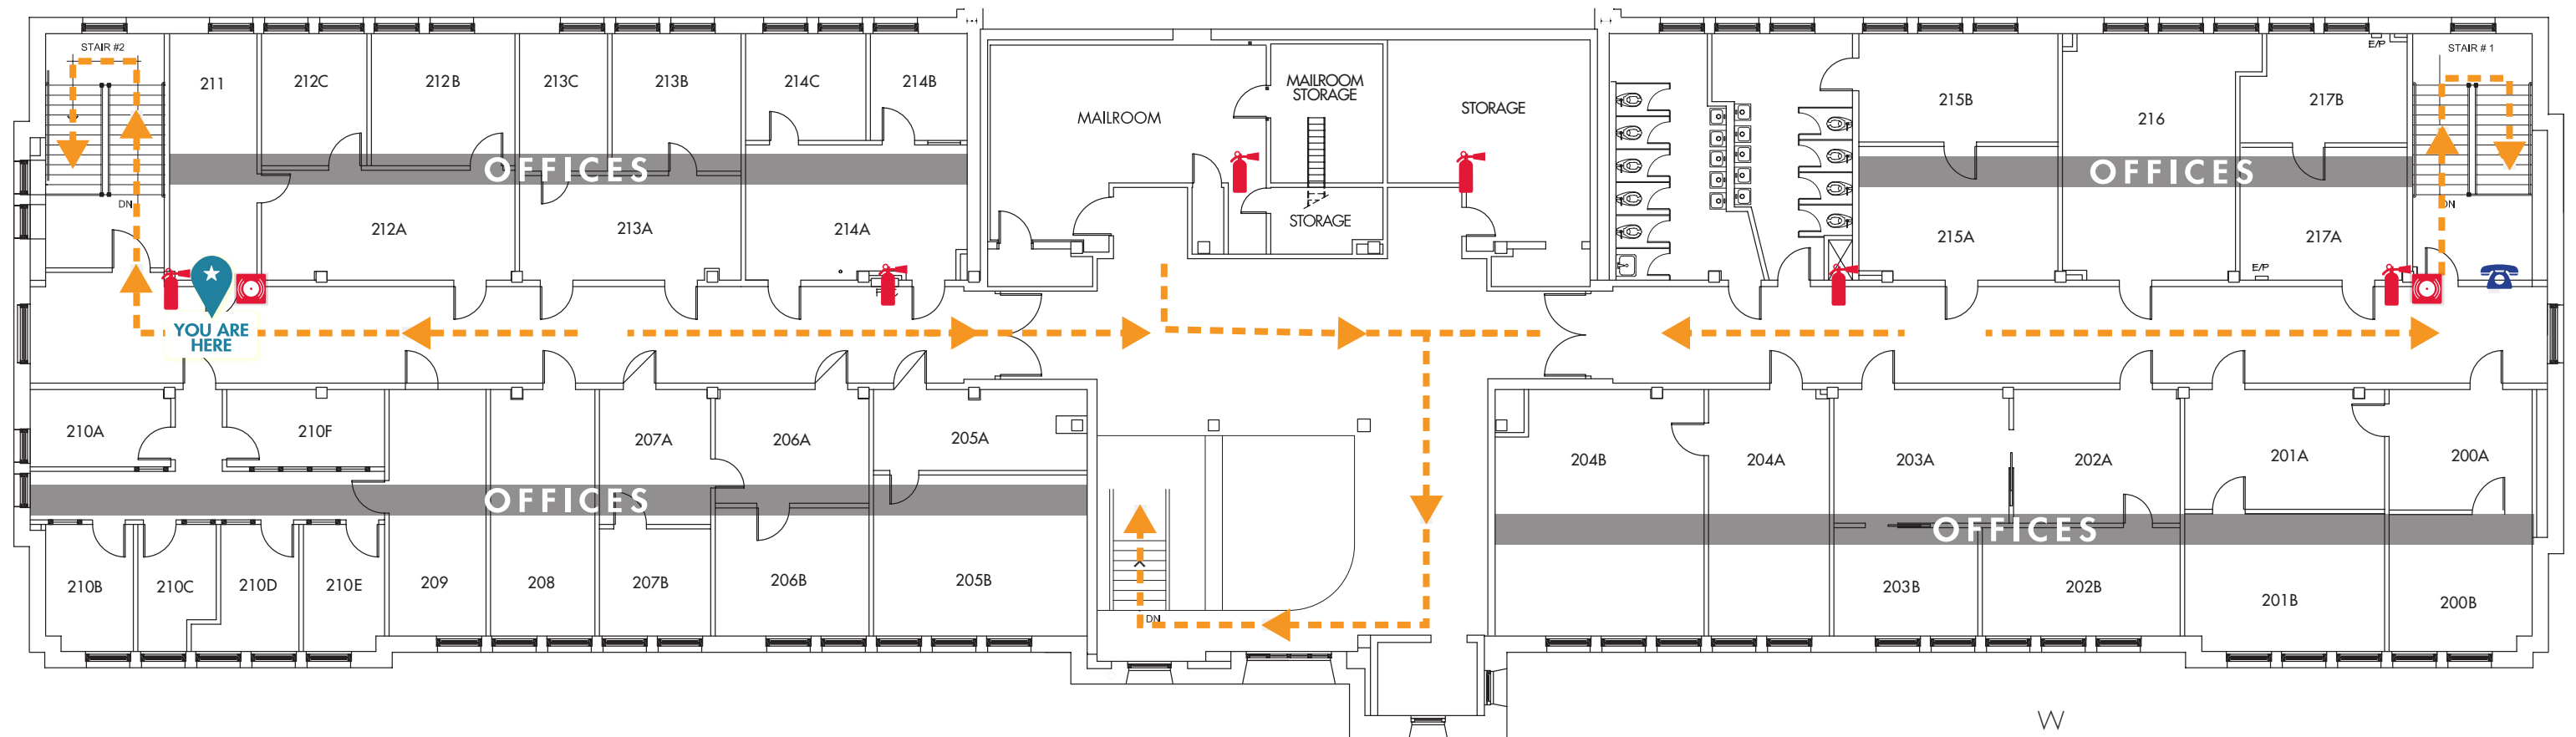 STAIR #2
211
212C
212B
213C
213B
214C
214B
MAILROOM
MAILROOM
STORAGE
STORAGE
STORAGE
215B
216
E/P
217B
STAIR # 1
OFFICES
OFFICES
DN
212A
213A
214A
215A
217A
DN
E/P
YOU ARE
HERE
210A
210F
207A
206A
205A
204B
204A
203A
202A
201A
200A
OFFICES
OFFICES
210B
210C
210D
210E
209
208
207B
206B
205B
DN
203B
202B
201B
200B
W